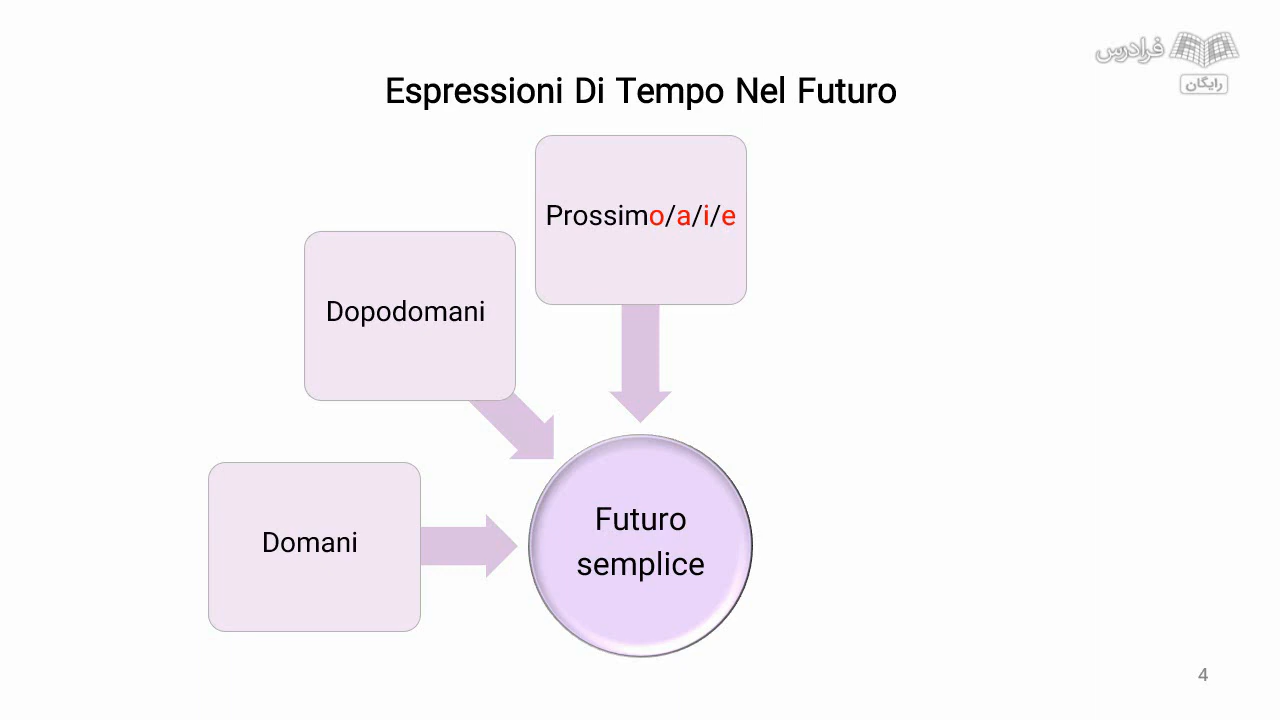 فرادرس
رایگان
Espressioni Di Tempo Nel Futuro
Prossimo/a/i/e
Dopodomani
Domani
Futuro
semplice
4